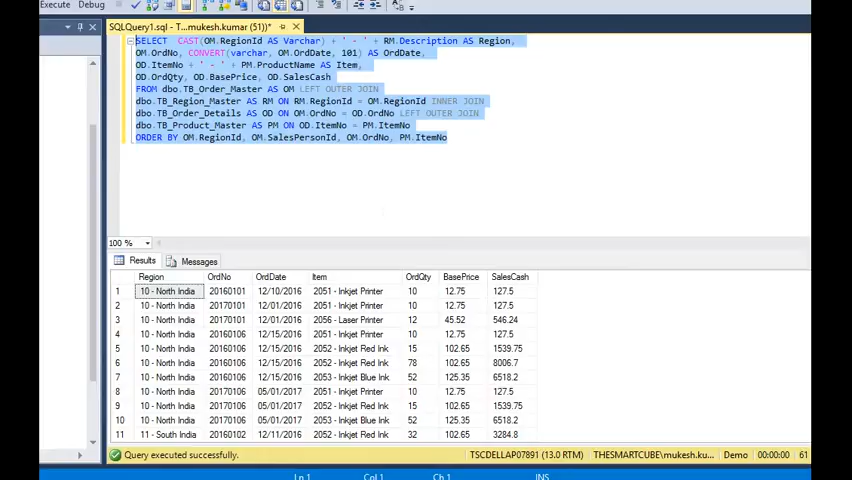 Execute Debug
SQLQuery1.sql - T...mukesh.kumar (51))*
SELECT CAST(OM.RegionId AS Varchar) + ' - ' + RM.Description AS Region,
OM.OrdNo, CONVERT(varchar, OM.OrdDate, 101) AS OrdDate,
OD.ItemNo + ' - ' + PM.ProductName AS Item,
OD.OrdQty, OD.BasePrice, OD.SalesCash
FROM dbo.TB_Order_Master AS OM LEFT OUTER JOIN
dbo.TB_Region_Master AS RM ON RM.RegionId = OM.RegionId INNER JOIN
dbo.TB_Order_Details AS OD ON OM.OrdNo = OD.OrdNo LEFT OUTER JOIN
dbo.TB_Product_Master AS PM ON OD.ItemNo = PM.ItemNo
ORDER BY OM.RegionId, OM.SalesPersonId, OM.OrdNo, PM.ItemNo
100 %
Results Messages
Region OrdNo OrdDate Item OrdQty BasePrice SalesCash
1 10 - North India 20160101 12/10/2016 2051 - Inkjet Printer 10 12.75 127.5
2 10 - North India 20170101 12/01/2016 2051 - Inkjet Printer 10 12.75 127.5
3 10 - North India 20170101 12/01/2016 2056 - Laser Printer 12 45.52 546.24
4 10 - North India 20160106 12/15/2016 2051 - Inkjet Printer 10 12.75 127.5
5 10 - North India 20160106 12/15/2016 2052 - Inkjet Red Ink 15 102.65 1539.75
6 10 - North India 20160106 12/15/2016 2052 - Inkjet Red Ink 78 102.65 8006.7
7 10 - North India 20160106 12/15/2016 2053 - Inkjet Blue Ink 52 125.35 6518.2
8 10 - North India 20170106 05/01/2017 2051 - Inkjet Printer 10 12.75 127.5
9 10 - North India 20170106 05/01/2017 2052 - Inkjet Red Ink 15 102.65 1539.75
10 10 - North India 20170106 05/01/2017 2053 - Inkjet Blue Ink 52 125.35 6518.2
11 11 - South India 20160102 12/11/2016 2052 - Inkjet Red Ink 32 102.65 3284.8
Query executed successfully. TSCDELLAP07891 (13.0 RTM) THESMARTCUBE\mukesh.ku... Demo 00:00:00 61
Ln 1 Col 1 Ch 1 INS